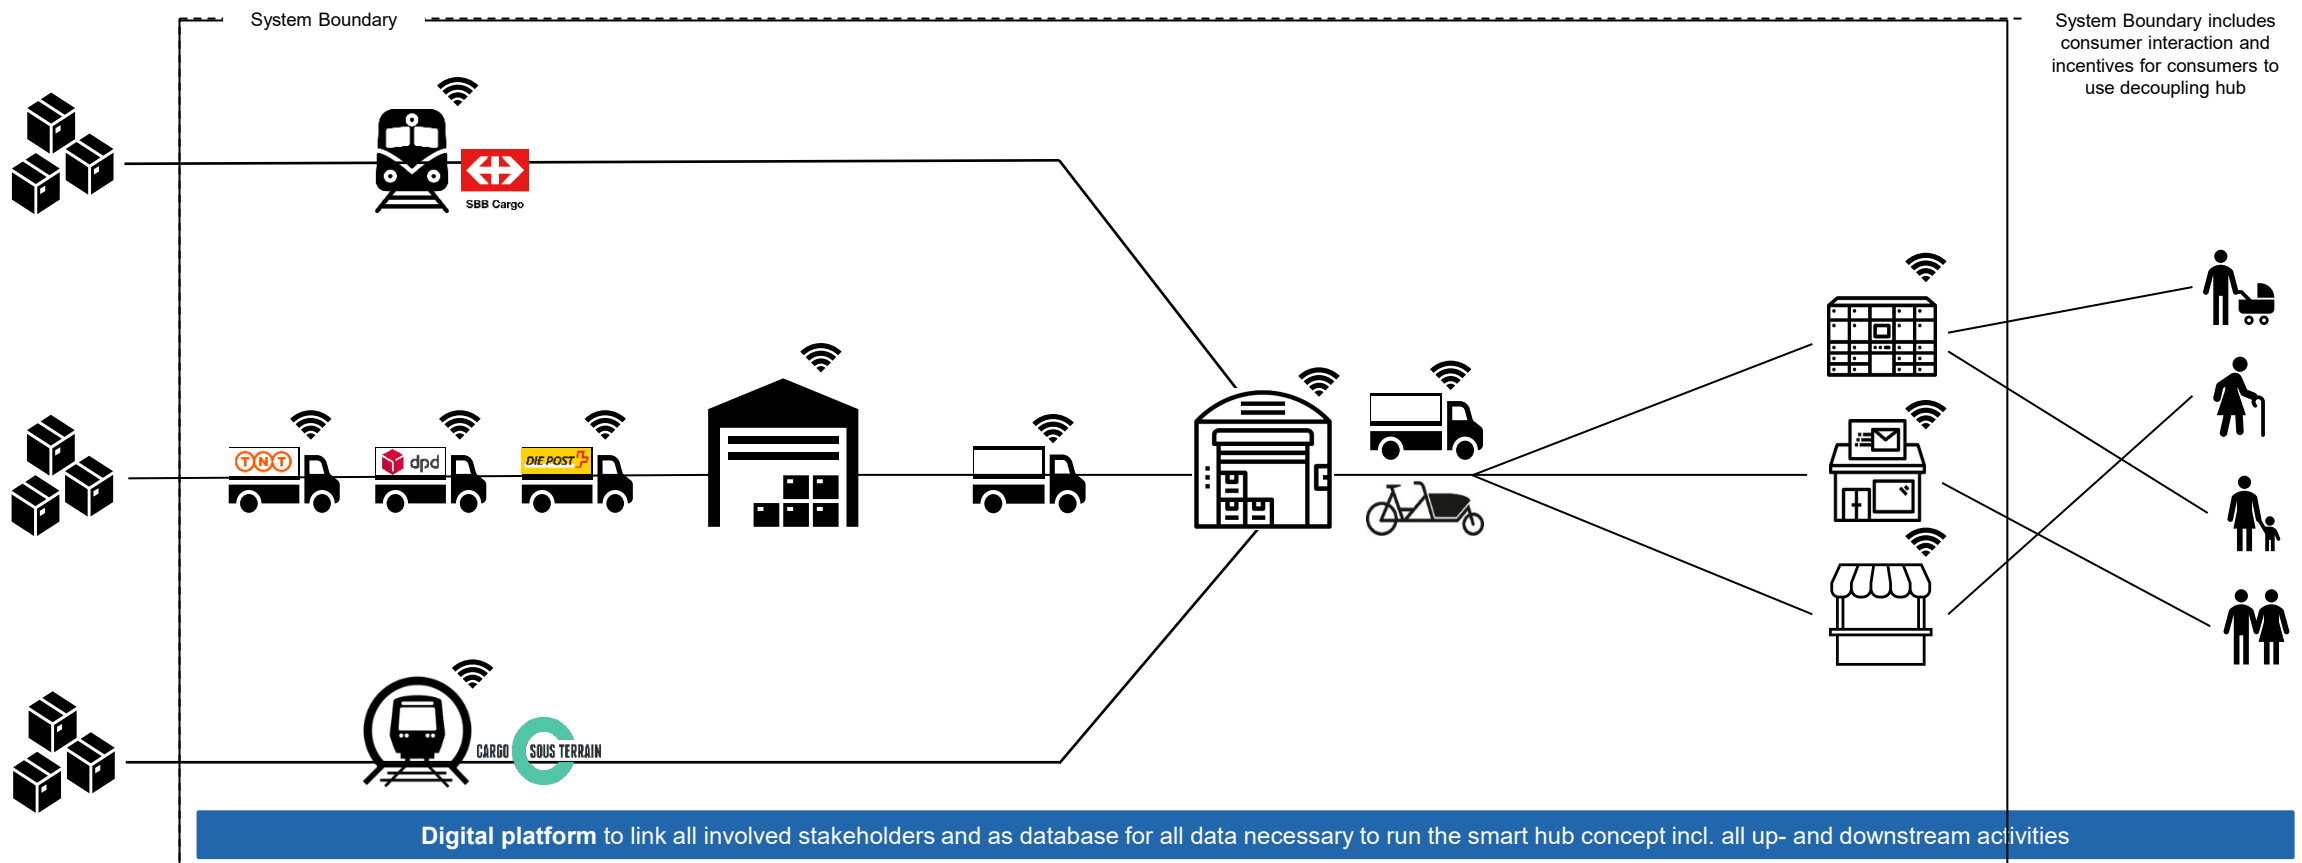 System Boundary
System Boundary includes
consumer interaction and
incentives for consumers to
use decoupling hub
SBB Cargo
TNT
dpd
DIE POST
CARGO SOUS TERRAIN
Digital platform to link all involved stakeholders and as database for all data necessary to run the smart hub concept incl. all up- and downstream activities